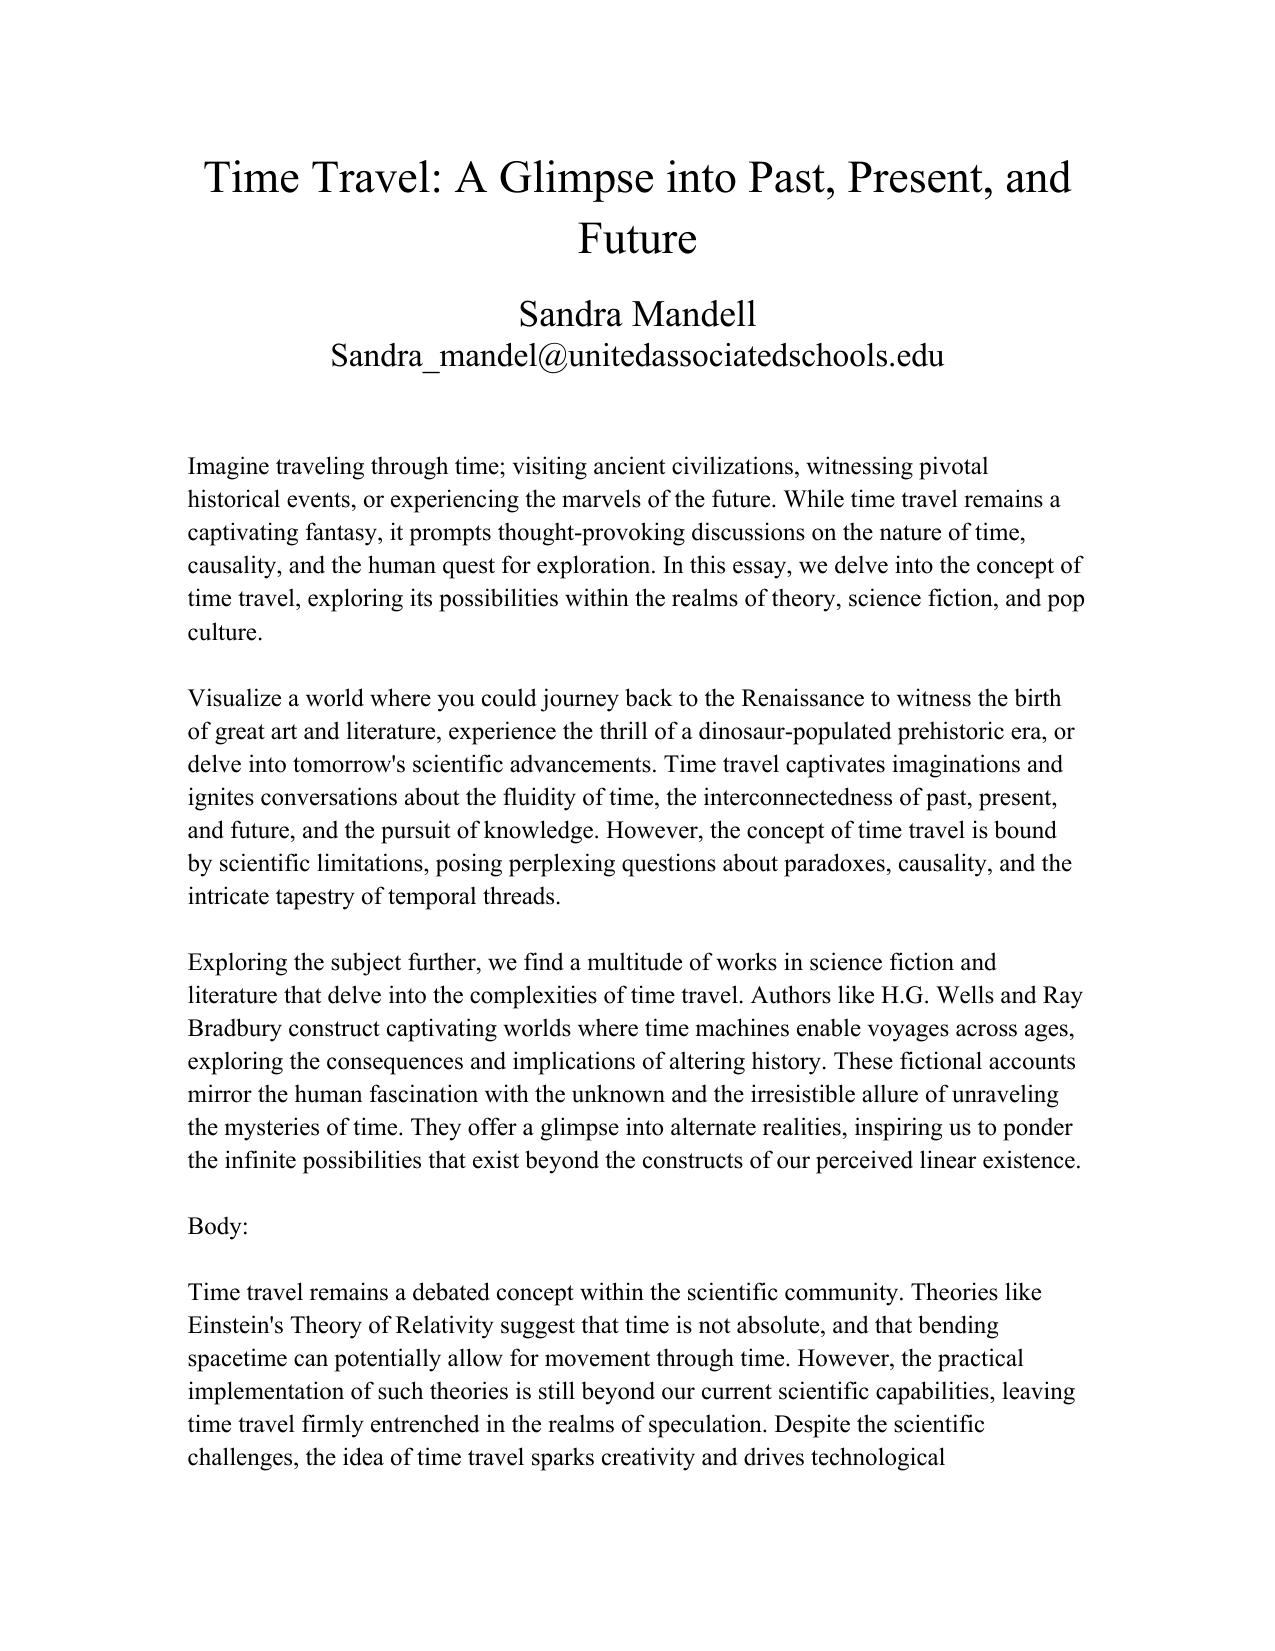 Time Travel: A Glimpse into Past, Present, and
Future
Sandra Mandell
Sandra_mandel@unitedassociatedschools.edu
Imagine traveling through time; visiting ancient civilizations, witnessing pivotal
historical events, or experiencing the marvels of the future. While time travel remains a
captivating fantasy, it prompts thought-provoking discussions on the nature of time,
causality, and the human quest for exploration. In this essay, we delve into the concept of
time travel, exploring its possibilities within the realms of theory, science fiction, and pop
culture.
Visualize a world where you could journey back to the Renaissance to witness the birth
of great art and literature, experience the thrill of a dinosaur-populated prehistoric era, or
delve into tomorrow's scientific advancements. Time travel captivates imaginations and
ignites conversations about the fluidity of time, the interconnectedness of past, present,
and future, and the pursuit of knowledge. However, the concept of time travel is bound
by scientific limitations, posing perplexing questions about paradoxes, causality, and the
intricate tapestry of temporal threads.
Exploring the subject further, we find a multitude of works in science fiction and
literature that delve into the complexities of time travel. Authors like H.G. Wells and Ray
Bradbury construct captivating worlds where time machines enable voyages across ages,
exploring the consequences and implications of altering history. These fictional accounts
mirror the human fascination with the unknown and the irresistible allure of unraveling
the mysteries of time. They offer a glimpse into alternate realities, inspiring us to ponder
the infinite possibilities that exist beyond the constructs of our perceived linear existence.
Body:
Time travel remains a debated concept within the scientific community. Theories like
Einstein's Theory of Relativity suggest that time is not absolute, and that bending
spacetime can potentially allow for movement through time. However, the practical
implementation of such theories is still beyond our current scientific capabilities, leaving
time travel firmly entrenched in the realms of speculation. Despite the scientific
challenges, the idea of time travel sparks creativity and drives technological